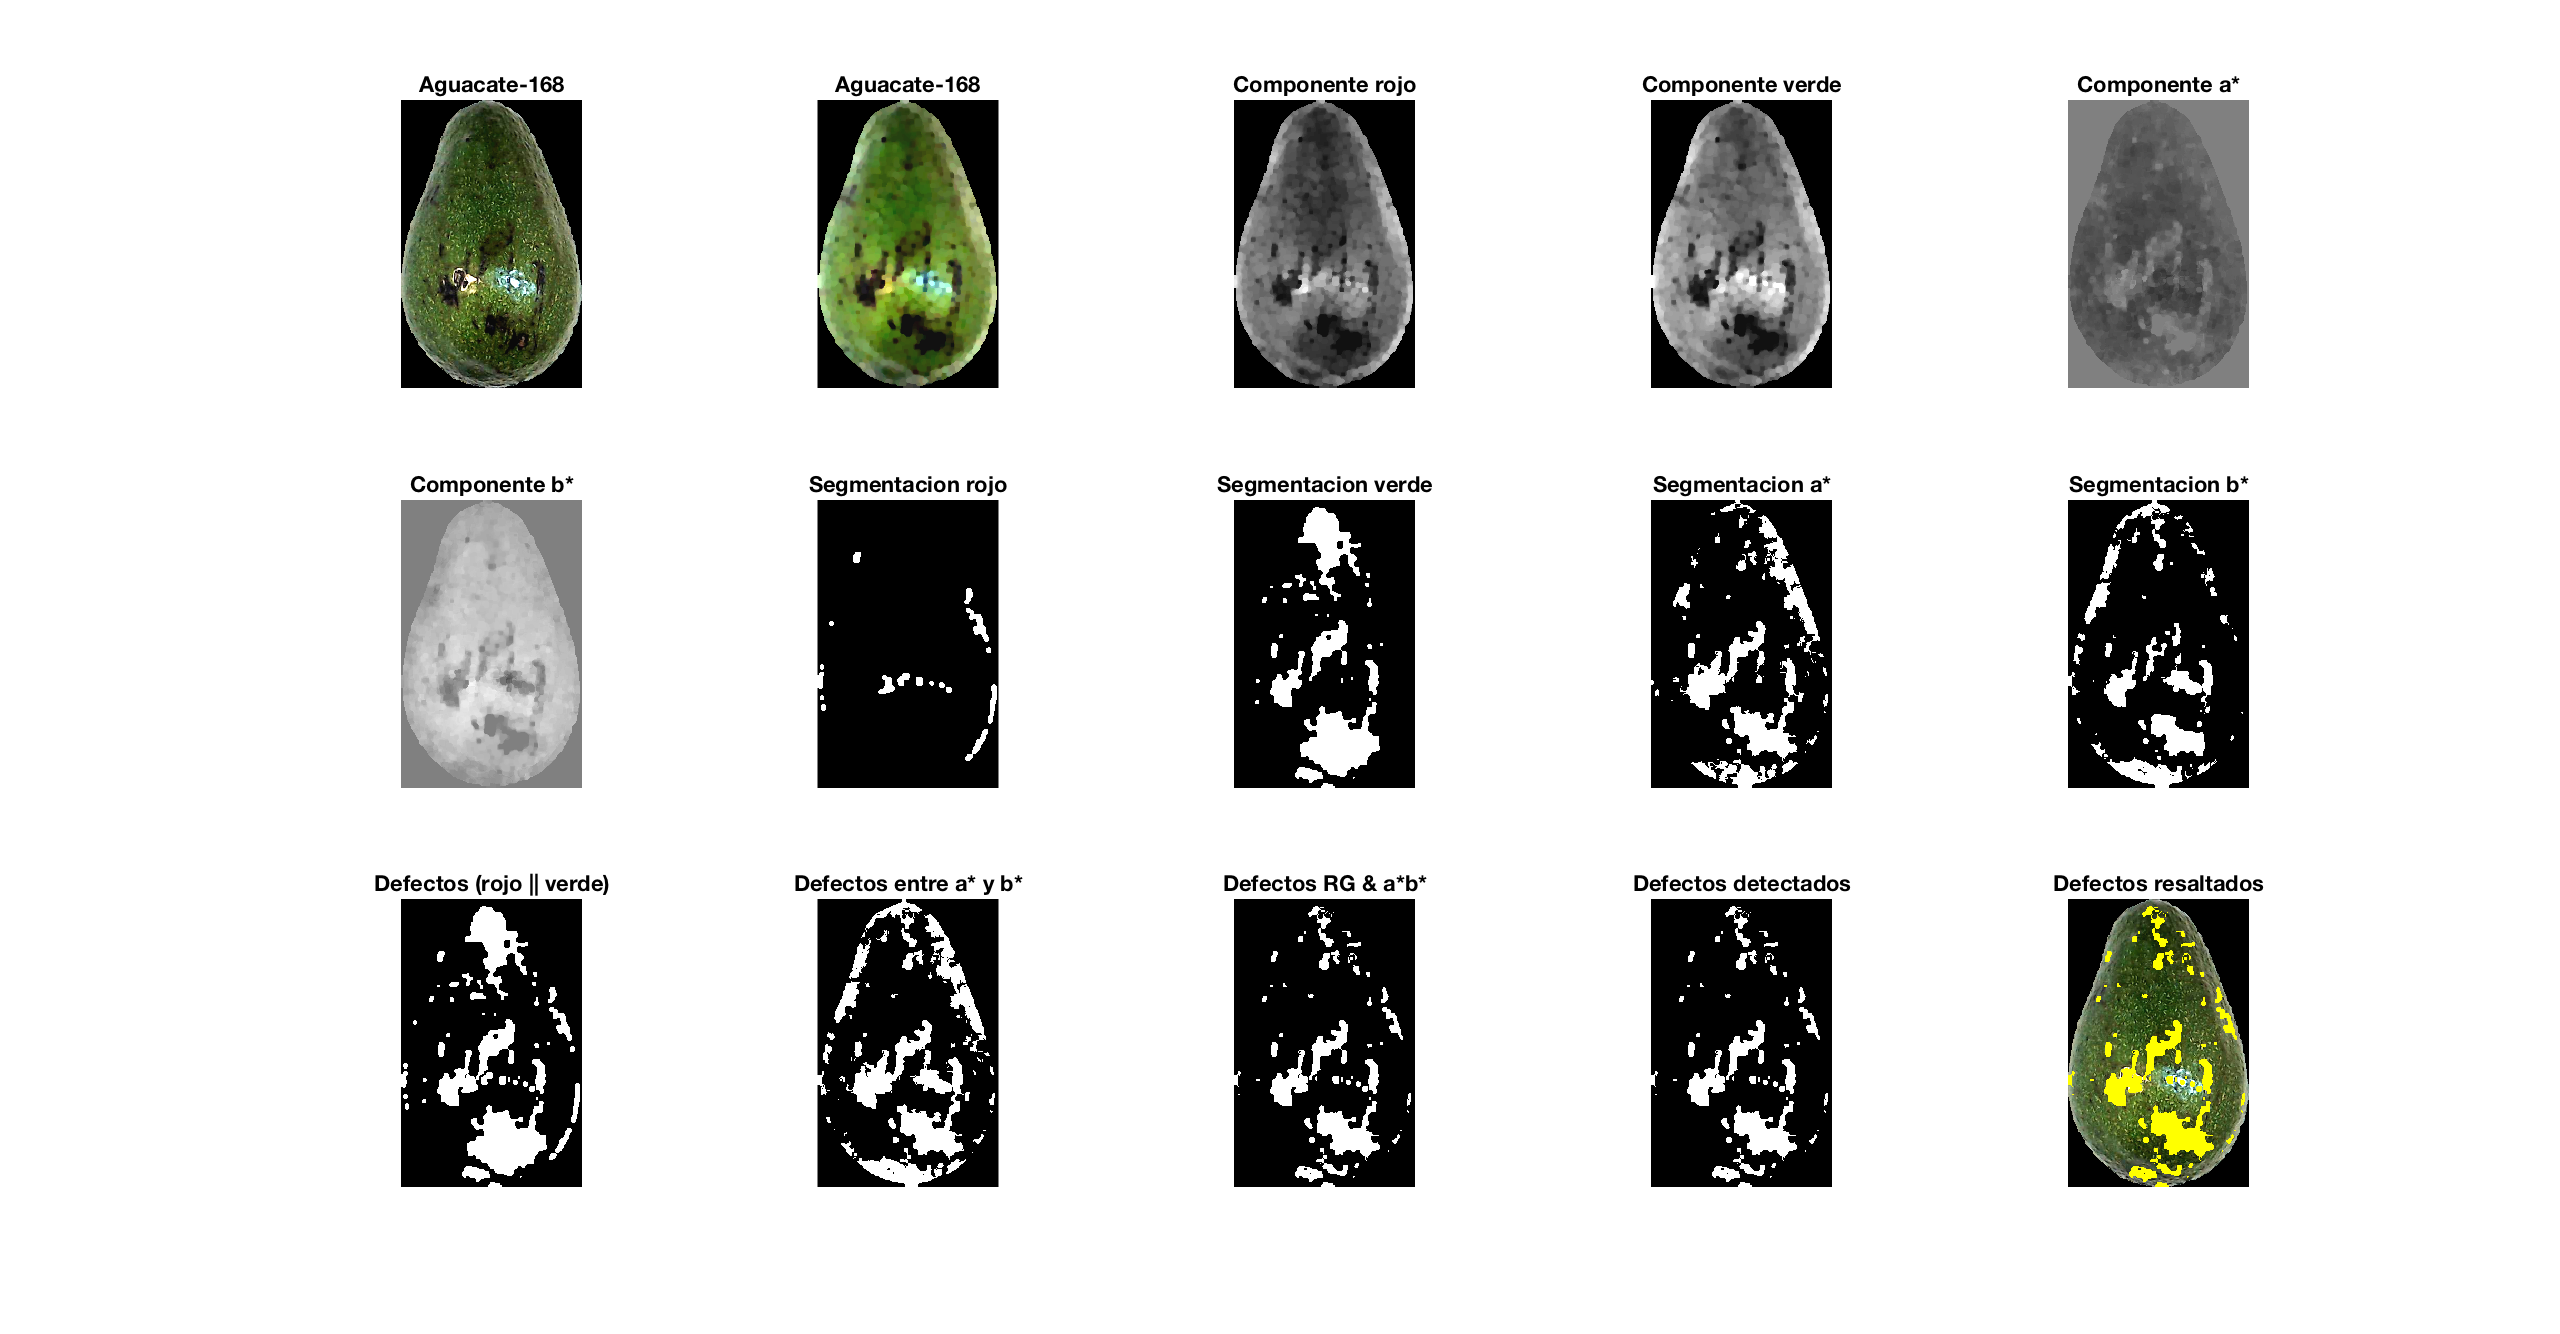 Aguacate-168
Aguacate-168
Componente rojo
Componente verde
Componente a*
Componente b*
Segmentacion rojo
Segmentacion verde
Segmentacion a*
Segmentacion b*
Defectos (rojo || verde)
Defectos entre a* y b*
Defectos RG & a*b*
Defectos detectados
Defectos resaltados